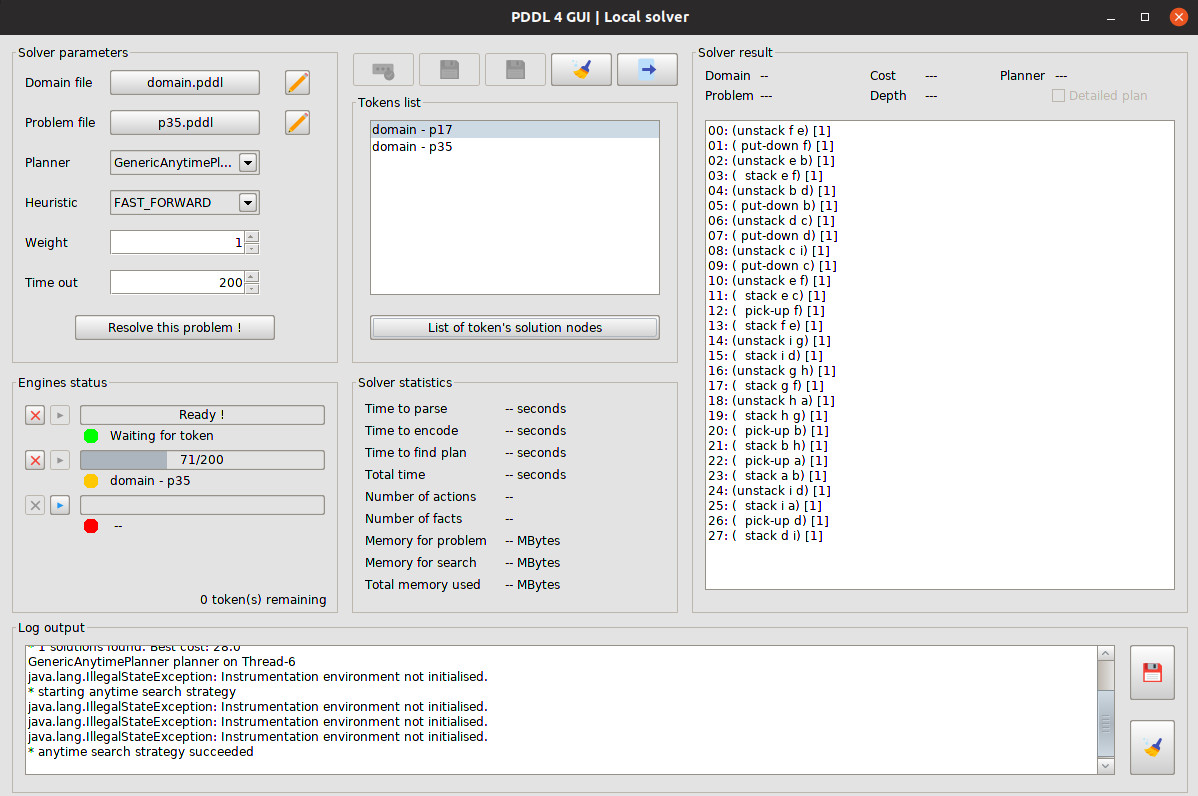 PDDL 4 GUI | Local solver
Solver parameters
Domain file domain.pddl
Problem file p35.pddl
Planner GenericAnytimePl...
Heuristic FAST_FORWARD
Weight 1
Time out 200
Resolve this problem !
Tokens list
domain - p17
domain - p35
List of token's solution nodes
Solver result
Domain -- Cost --- Planner ---
Problem --- Depth --- Detailed plan
00: (unstack f e) [1]
01: ( put-down f) [1]
02: (unstack e b) [1]
03: (  stack e f) [1]
04: (unstack b d) [1]
05: ( put-down b) [1]
06: (unstack d c) [1]
07: ( put-down d) [1]
08: (unstack c i) [1]
09: ( put-down c) [1]
10: (unstack e f) [1]
11: (  stack e c) [1]
12: (  pick-up f) [1]
13: (  stack f e) [1]
14: (unstack i g) [1]
15: (  stack i d) [1]
16: (unstack g h) [1]
17: (  stack g f) [1]
18: (unstack h a) [1]
19: (  stack h g) [1]
20: (  pick-up b) [1]
21: (  stack b h) [1]
22: (  pick-up a) [1]
23: (  stack a b) [1]
24: (unstack i d) [1]
25: (  stack i a) [1]
26: (  pick-up d) [1]
27: (  stack d i) [1]
Engines status
Ready !
Waiting for token
71/200
domain - p35
--
0 token(s) remaining
Solver statistics
Time to parse -- seconds
Time to encode -- seconds
Time to find plan -- seconds
Total time -- seconds
Number of actions --
Number of facts --
Memory for problem -- MBytes
Memory for search -- MBytes
Total memory used -- MBytes
Log output
* 1 solutions found. Best cost: 28.0
GenericAnytimePlanner planner on Thread-6
java.lang.IllegalStateException: Instrumentation environment not initialised.
* starting anytime search strategy
java.lang.IllegalStateException: Instrumentation environment not initialised.
java.lang.IllegalStateException: Instrumentation environment not initialised.
java.lang.IllegalStateException: Instrumentation environment not initialised.
* anytime search strategy succeeded